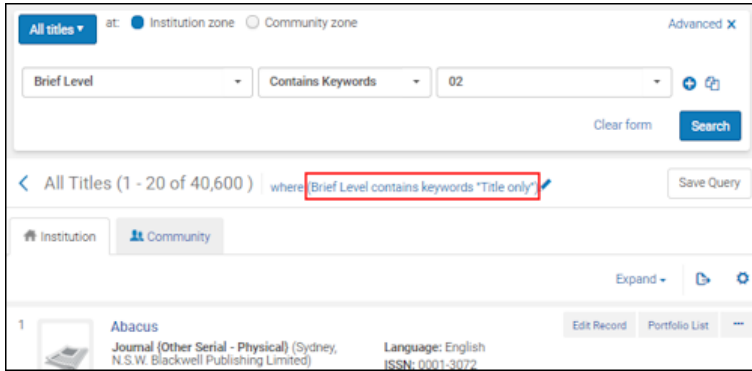 All titles ▾ at: Institution zone Community zone Advanced X
Brief Level Contains Keywords 02
Clear form Search
All Titles (1 - 20 of 40,600 ) where (Brief Level contains keywords "Title only") Save Query
Institution Community
Expand
1 Abacus Edit Record Portfolio List ...
Journal {Other Serial - Physical} (Sydney, Language: English
N.S.W. Blackwell Publishing Limited) ISSN: 0001-3072